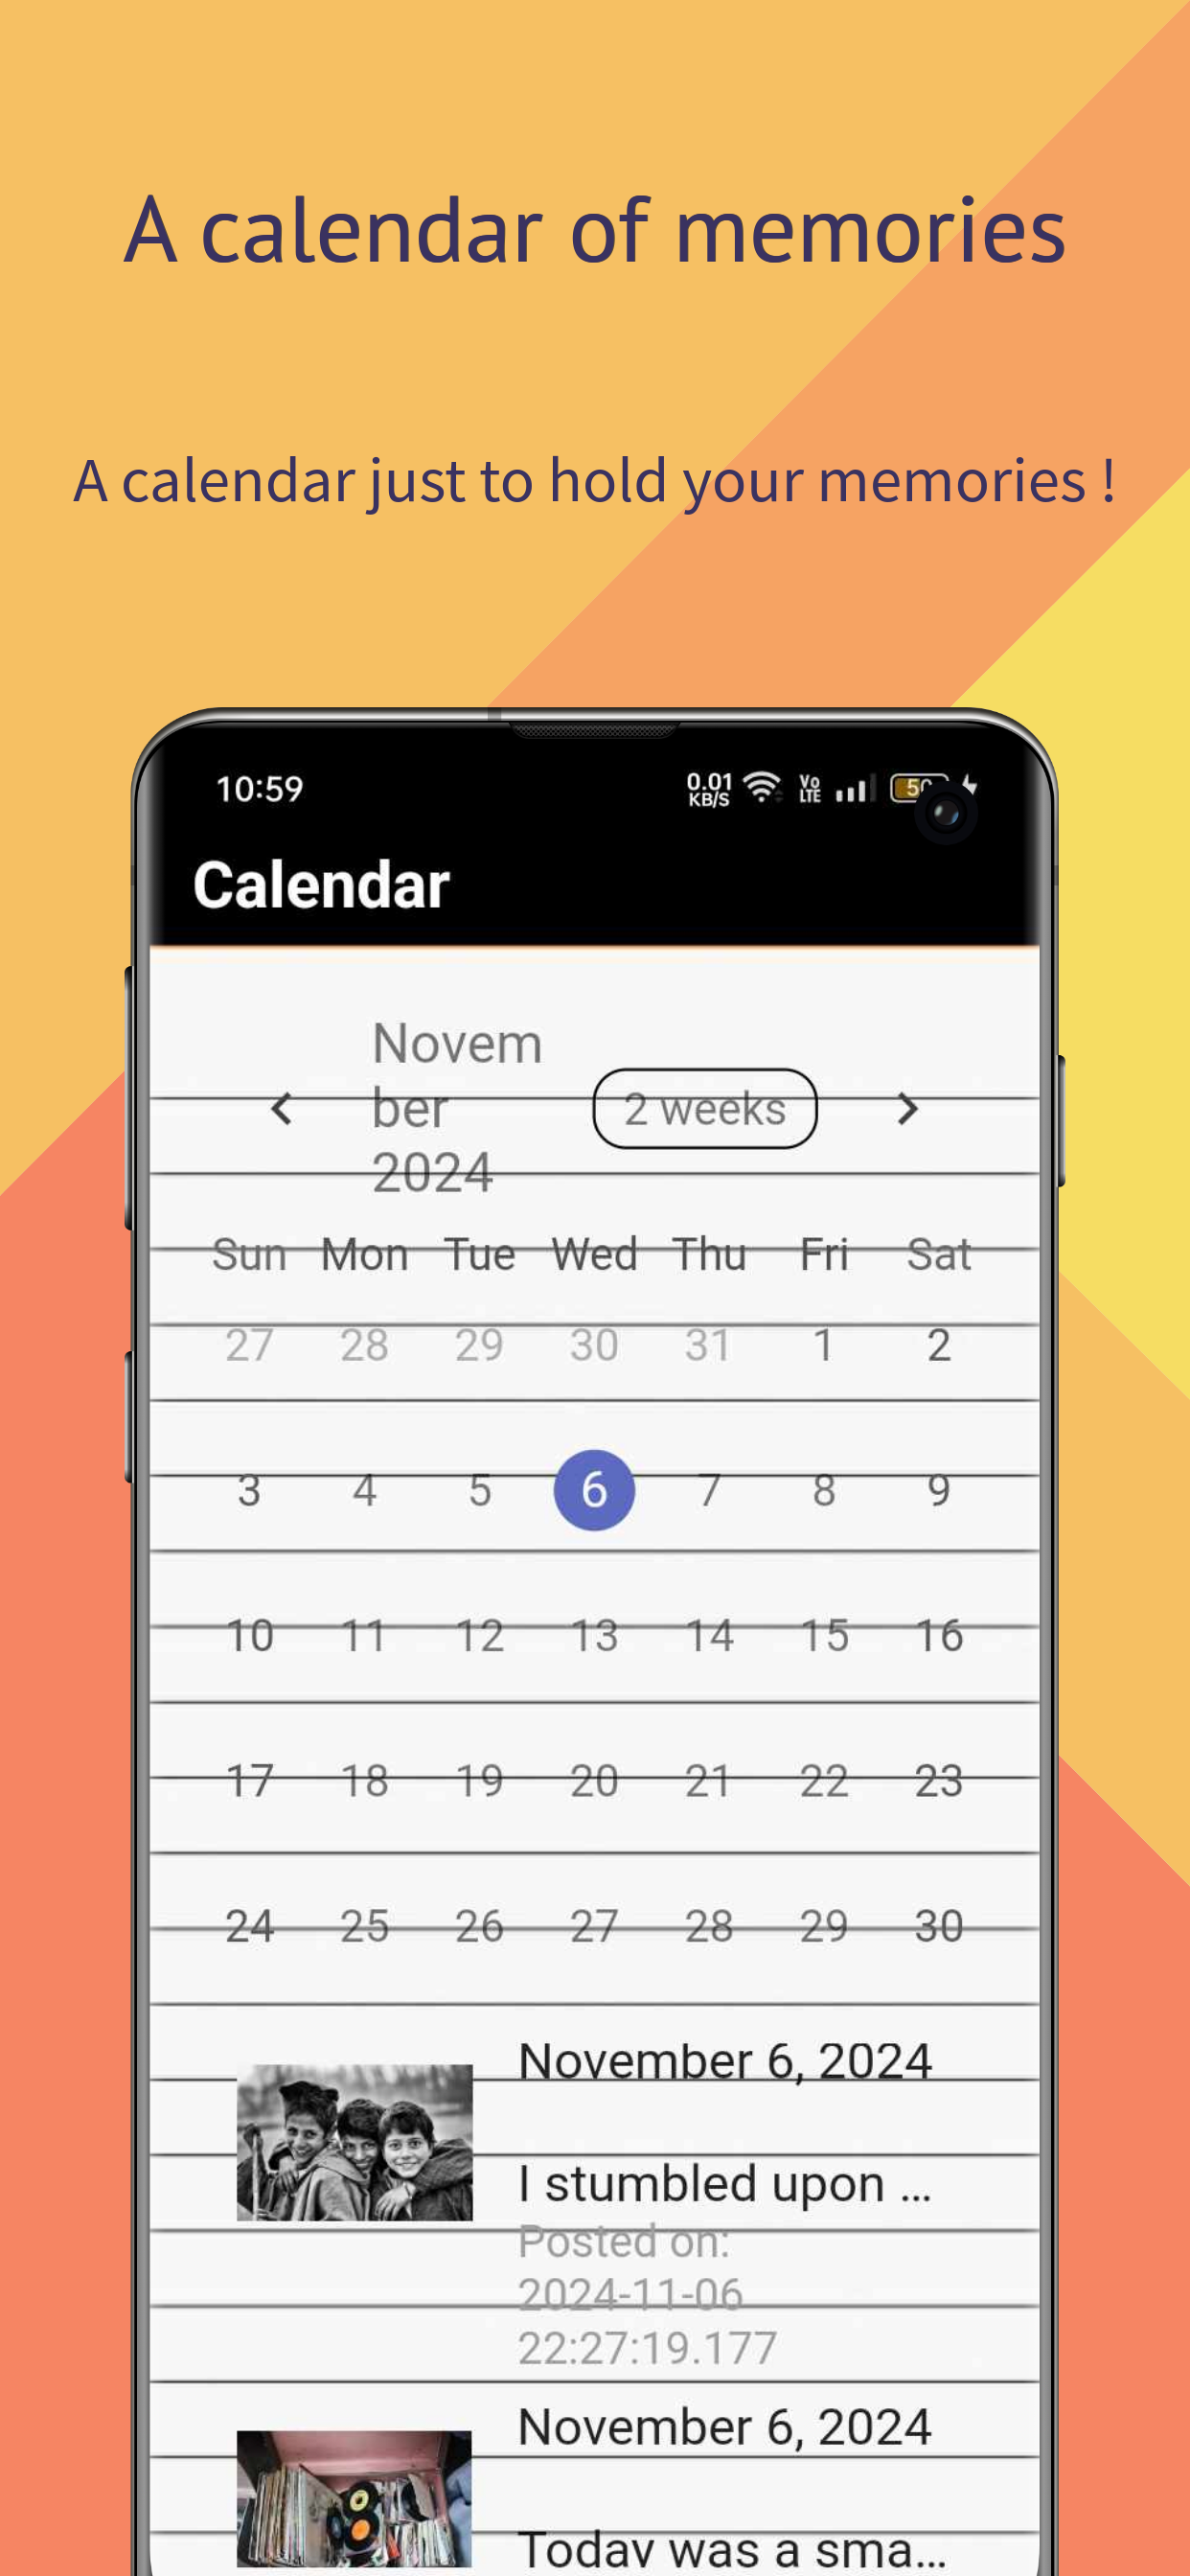 A calendar of memories
A calendar just to hold your memories !
10:59
0.01
KB/S
Vo
LTE
Calendar
Novem
ber
2024
2 weeks
Sun Mon Tue Wed Thu Fri Sat
27 28 29 30 31 1 2
3 4 5 6 7 8 9
10 11 12 13 14 15 16
17 18 19 20 21 22 23
24 25 26 27 28 29 30
November 6, 2024
I stumbled upon ...
Posted on:
2024-11-06
22:27:19.177
November 6, 2024
Today was a sma...